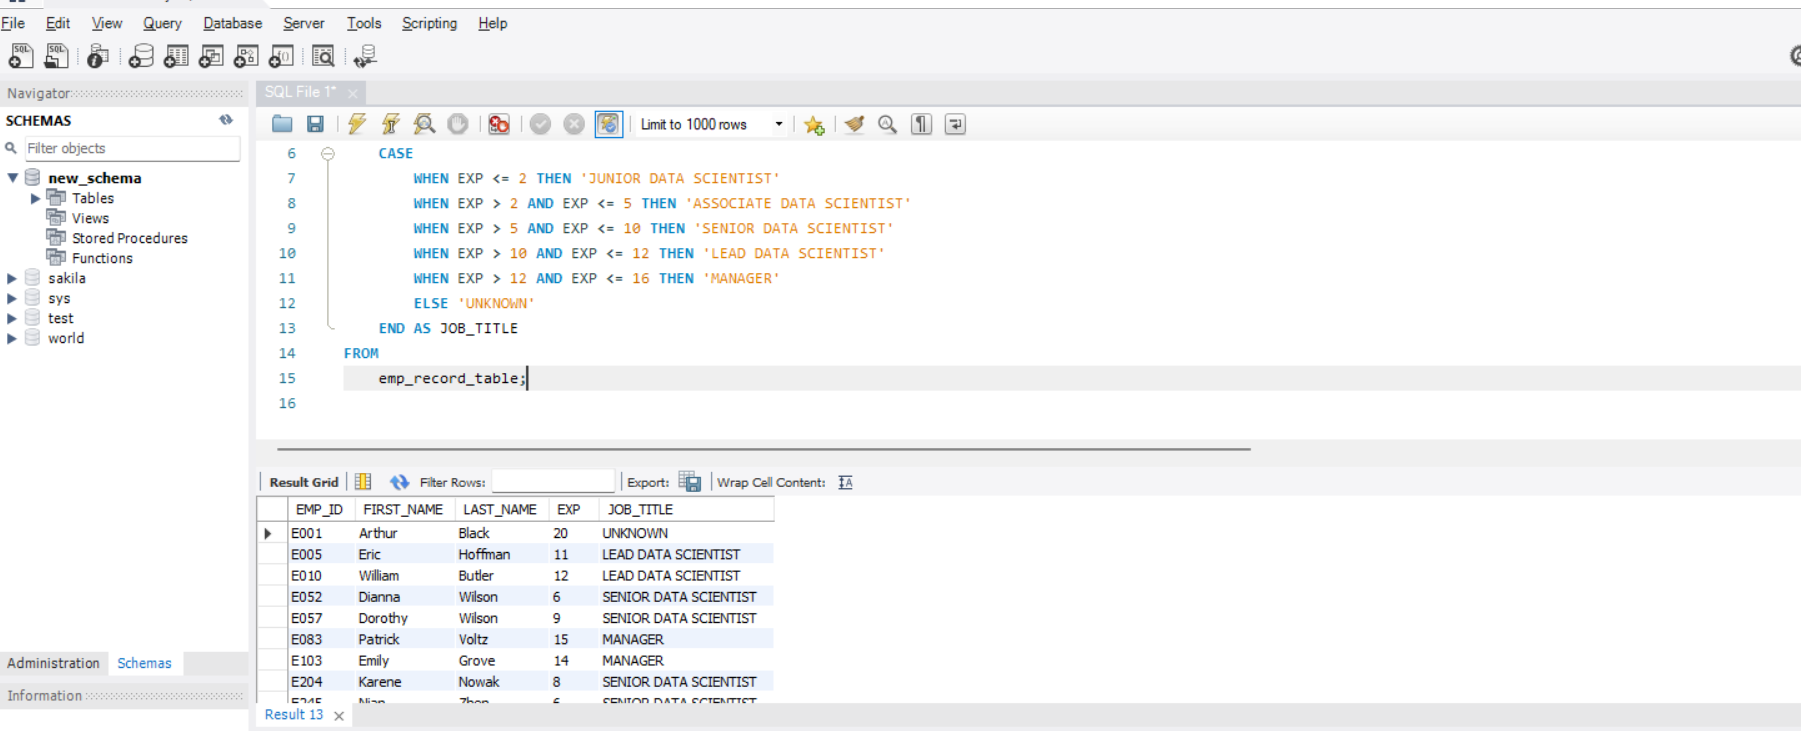 File Edit View Query Database Server Tools Scripting Help
Navigator
SCHEMAS
Filter objects
new_schema
Tables
Views
Stored Procedures
Functions
sakila
sys
test
world
Administration Schemas
Information
SQL File 1*
Limit to 1000 rows
6 CASE
7 WHEN EXP <= 2 THEN 'JUNIOR DATA SCIENTIST'
8 WHEN EXP > 2 AND EXP <= 5 THEN 'ASSOCIATE DATA SCIENTIST'
9 WHEN EXP > 5 AND EXP <= 10 THEN 'SENIOR DATA SCIENTIST'
10 WHEN EXP > 10 AND EXP <= 12 THEN 'LEAD DATA SCIENTIST'
11 WHEN EXP > 12 AND EXP <= 16 THEN 'MANAGER'
12 ELSE 'UNKNOWN'
13 END AS JOB_TITLE
14 FROM
15 emp_record_table;
16
Result Grid Filter Rows: Export: Wrap Cell Content:
EMP_ID FIRST_NAME LAST_NAME EXP JOB_TITLE
E001 Arthur Black 20 UNKNOWN
E005 Eric Hoffman 11 LEAD DATA SCIENTIST
E010 William Butler 12 LEAD DATA SCIENTIST
E052 Dianna Wilson 6 SENIOR DATA SCIENTIST
E057 Dorothy Wilson 9 SENIOR DATA SCIENTIST
E083 Patrick Voltz 15 MANAGER
E103 Emily Grove 14 MANAGER
E204 Karene Nowak 8 SENIOR DATA SCIENTIST
E245 Nian Zhen 6 SENIOR DATA SCIENTIST
Result 13